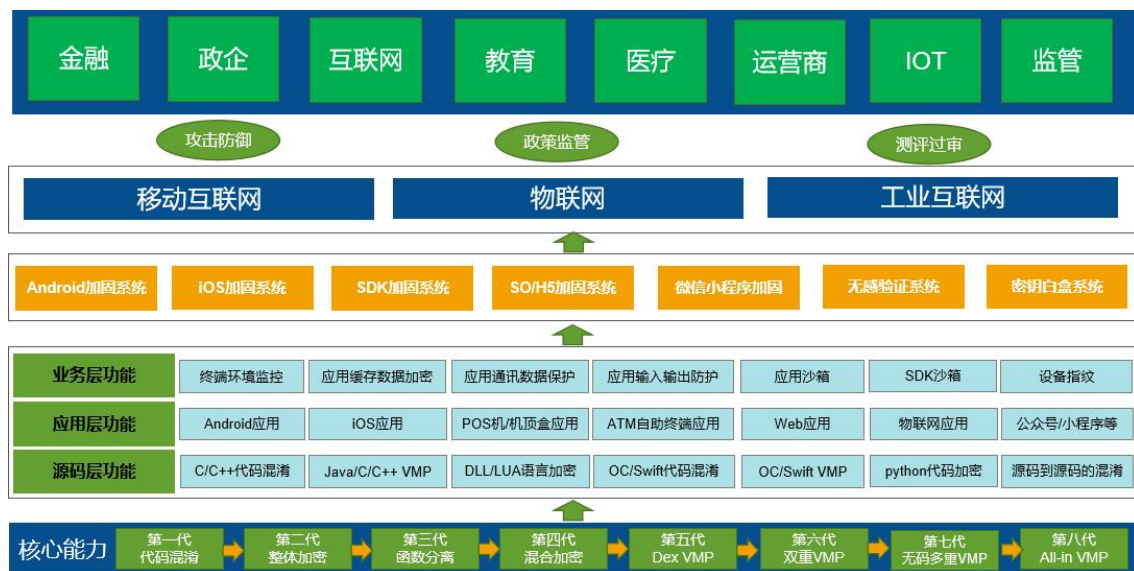 金融 政企 互联网 教育 医疗 运营商 IOT 监管
攻击防御 政策监管 测评过审
移动互联网 物联网 工业互联网
Android加固系统 iOS加固系统 SDK加固系统 SO/H5加固系统 微信小程序加固 无感验证系统 密钥白盒系统
业务层功能 终端环境监控 应用缓存数据加密 应用通讯数据保护 应用输入输出防护 应用沙箱 SDK沙箱 设备指纹
应用层功能 Android应用 iOS应用 POS机/机顶盒应用 ATM自助终端应用 Web应用 物联网应用 公众号/小程序等
源码层功能 C/C++代码混淆 Java/C/C++ VMP DLL/LUA语言加密 OC/Swift代码混淆 OC/Swift VMP python代码加密 源码到源码的混淆
核心能力
第一代
代码混淆
第二代
整体加密
第三代
函数分离
第四代
混合加密
第五代
Dex VMP
第六代
双重VMP
第七代
无码多重VMP
第八代
All-in VMP